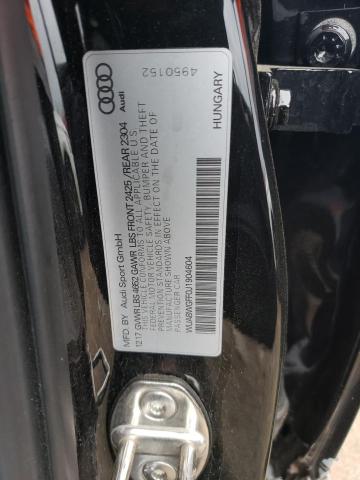 Audi
4950152
MFD. BY Audi Sport GmbH
12 17 GVWR LBS 4652 GAWR LBS FRONT 2425 / REAR 2304
THIS VEHICLE CONFORMS TO ALL APPLICABLE U.S.
FEDERAL MOTOR VEHICLE SAFETY, BUMPER AND THEFT
PREVENTION STANDARDS IN EFFECT ON THE DATE OF
MANUFACTURE SHOWN ABOVE.
WUABWGFF0J1904604
PASSENGER CAR
HUNGARY